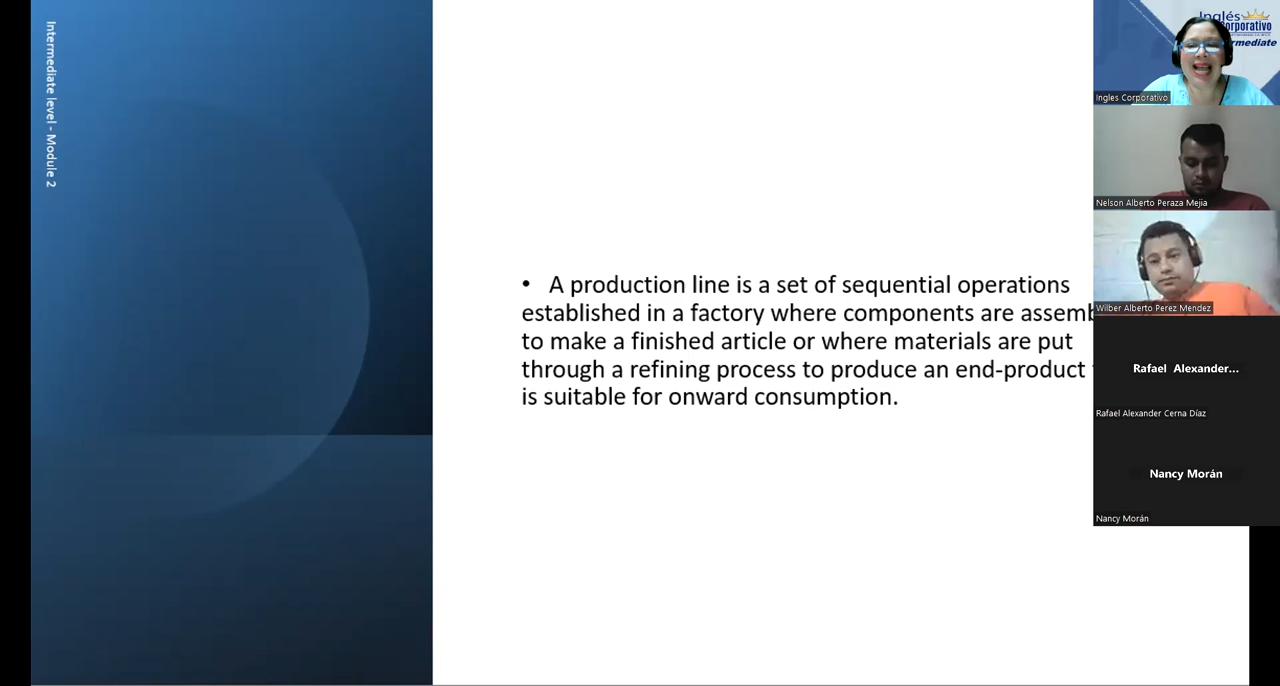 Intermediate level - Module 2
• A production line is a set of sequential operations
established in a factory where components are assemb
to make a finished article or where materials are put
through a refining process to produce an end-product
is suitable for onward consumption.
Inglés
Corporativo
rmediate
Ingles Corporativo
Nelson Alberto Peraza Mejia
Wilber Alberto Perez Mendez
Rafael Alexander...
Rafael Alexander Cerna Díaz
Nancy Morán
Nancy Morán